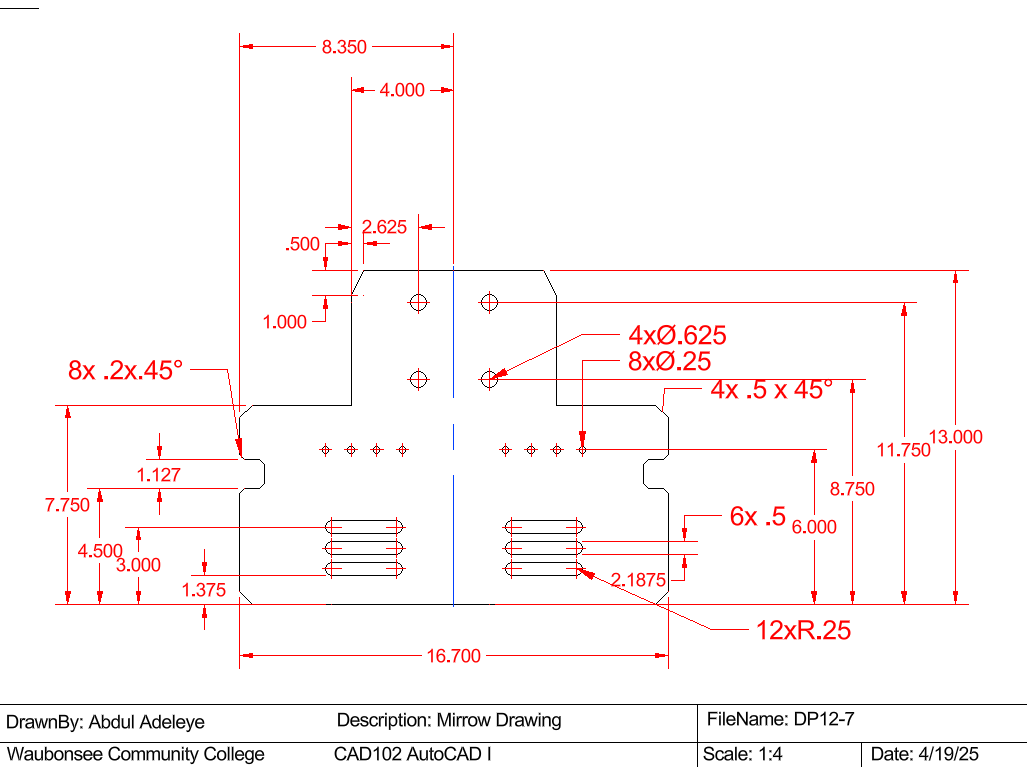 8.350
4.000
2.625
.500
1.000
4xØ.625
8xØ.25
8x .2x.45°
4x .5 x 45°
13.000
11.750
1.127
8.750
7.750
6x .5
6.000
4.500
3.000
2.1875
1.375
12xR.25
16.700
DrawnBy: Abdul Adeleye
Description: Mirrow Drawing
FileName: DP12-7
Waubonsee Community College
CAD102 AutoCAD I
Scale: 1:4
Date: 4/19/25